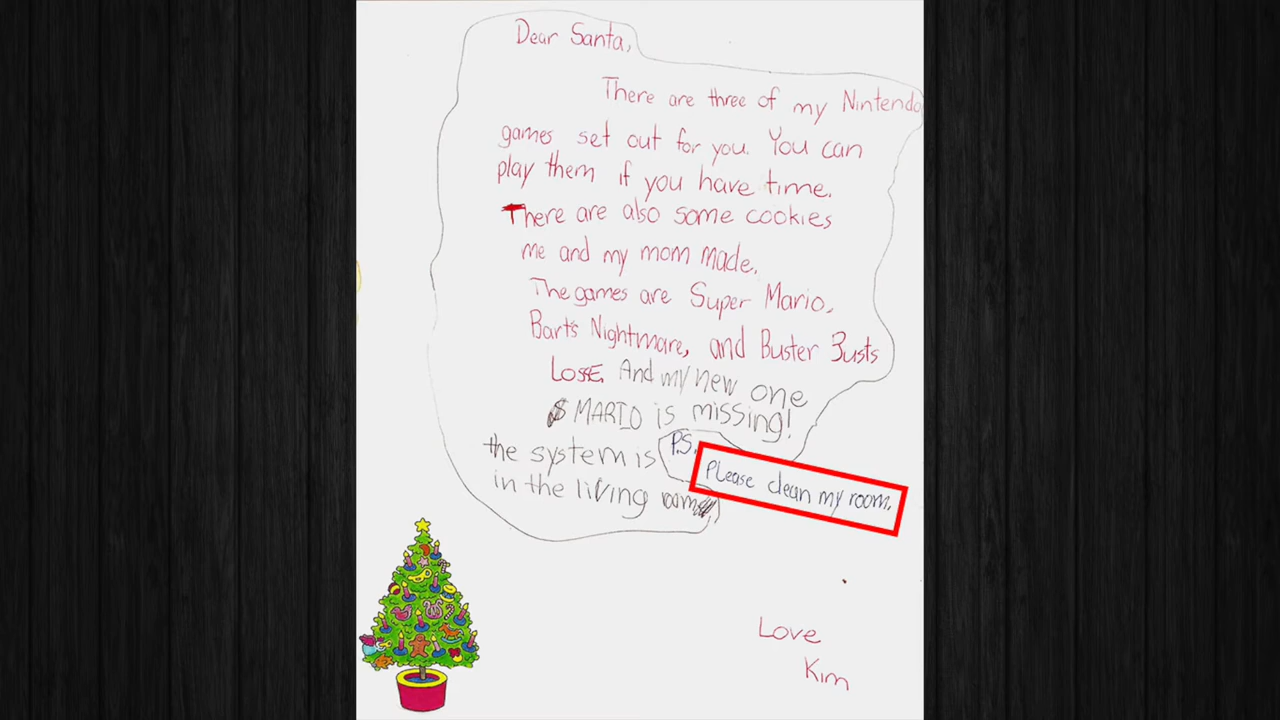 Dear Santa,
There are three of my Nintendo
games set out for you. You can
play them if you have time.
There are also some cookies
me and my mom made.
The games are Super Mario,
Bart's Nightmare, and Buster Busts
LOSE. And my new one
MARIO is missing!
the system is
in the living room
P.S.
Please clean my room.
Love
Kim